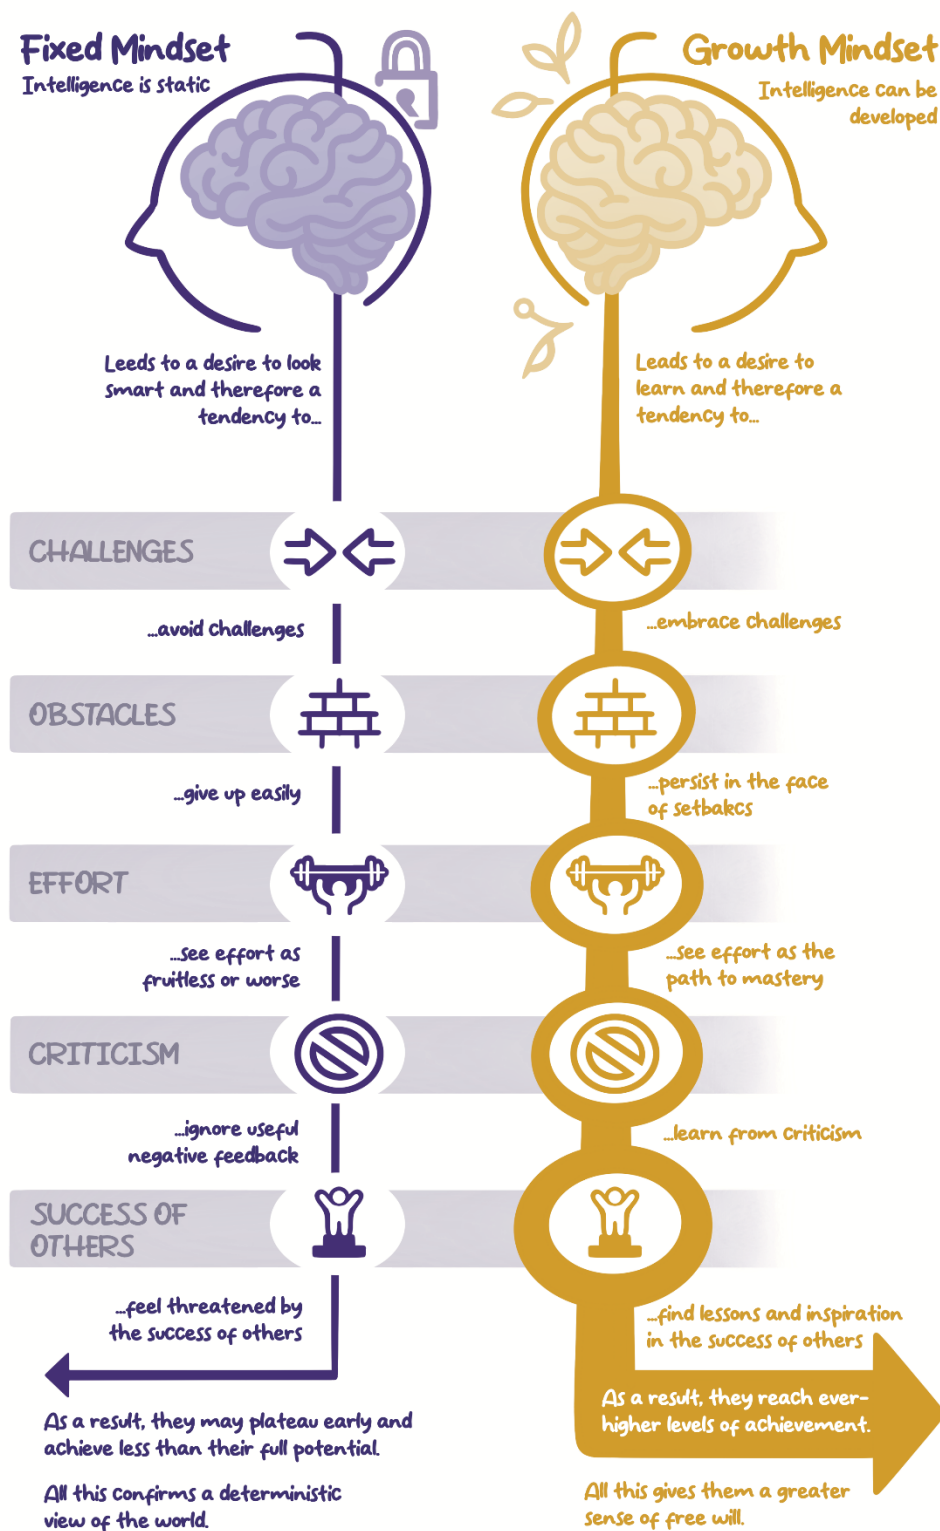 Fixed Mindset
Intelligence is static
Growth Mindset
Intelligence can be
developed
Leeds to a desire to look
smart and therefore a
tendency to...
Leads to a desire to
learn and therefore a
tendency to...
CHALLENGES
...avoid challenges
...embrace challenges
OBSTACLES
...give up easily
...persist in the face
of setbakcs
EFFORT
...see effort as
fruitless or worse
...see effort as the
path to mastery
CRITICISM
...ignore useful
negative feedback
...learn from criticism
SUCCESS OF
OTHERS
...feel threatened by
the success of others
...find lessons and inspiration
in the success of others
As a result, they may plateau early and
achieve less than their full potential.
All this confirms a deterministic
view of the world.
As a result, they reach ever-
higher levels of achievement.
All this gives them a greater
sense of free will.